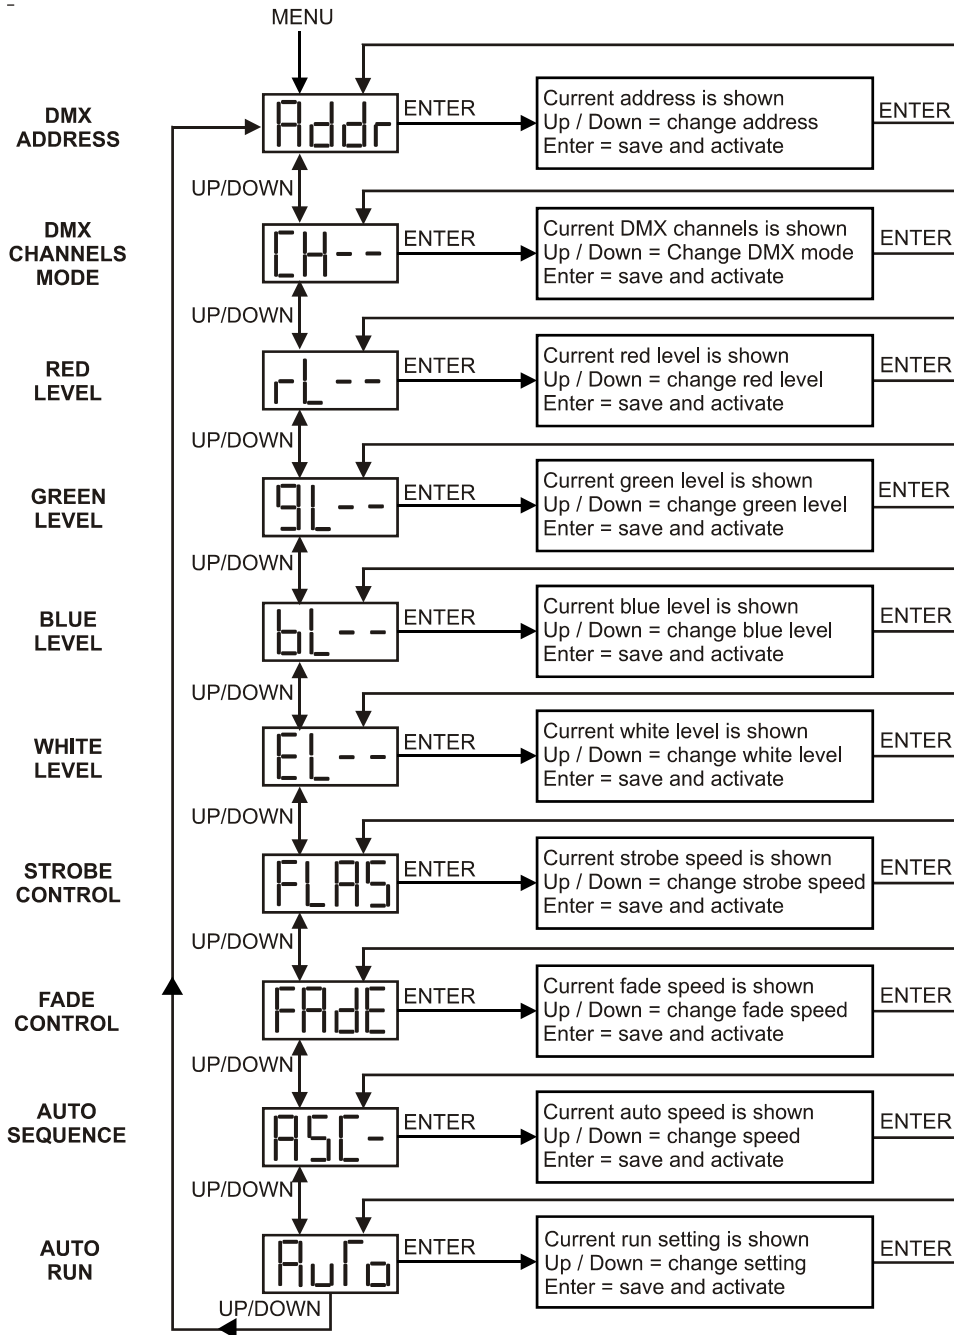 MENU
DMX
ADDRESS
Addr
ENTER
Current address is shown
Up / Down = change address
Enter = save and activate
ENTER
UP/DOWN
DMX
CHANNELS
MODE
CH--
ENTER
Current DMX channels is shown
Up / Down = Change DMX mode
Enter = save and activate
ENTER
UP/DOWN
RED
LEVEL
rL--
ENTER
Current red level is shown
Up / Down = change red level
Enter = save and activate
ENTER
UP/DOWN
GREEN
LEVEL
gL--
ENTER
Current green level is shown
Up / Down = change green level
Enter = save and activate
ENTER
UP/DOWN
BLUE
LEVEL
bL--
ENTER
Current blue level is shown
Up / Down = change blue level
Enter = save and activate
ENTER
UP/DOWN
WHITE
LEVEL
EL--
ENTER
Current white level is shown
Up / Down = change white level
Enter = save and activate
ENTER
UP/DOWN
STROBE
CONTROL
FLAS
ENTER
Current strobe speed is shown
Up / Down = change strobe speed
Enter = save and activate
ENTER
UP/DOWN
FADE
CONTROL
FAdE
ENTER
Current fade speed is shown
Up / Down = change fade speed
Enter = save and activate
ENTER
UP/DOWN
AUTO
SEQUENCE
ASC-
ENTER
Current auto speed is shown
Up / Down = change speed
Enter = save and activate
ENTER
UP/DOWN
AUTO
RUN
AuTo
ENTER
Current run setting is shown
Up / Down = change setting
Enter = save and activate
ENTER
UP/DOWN